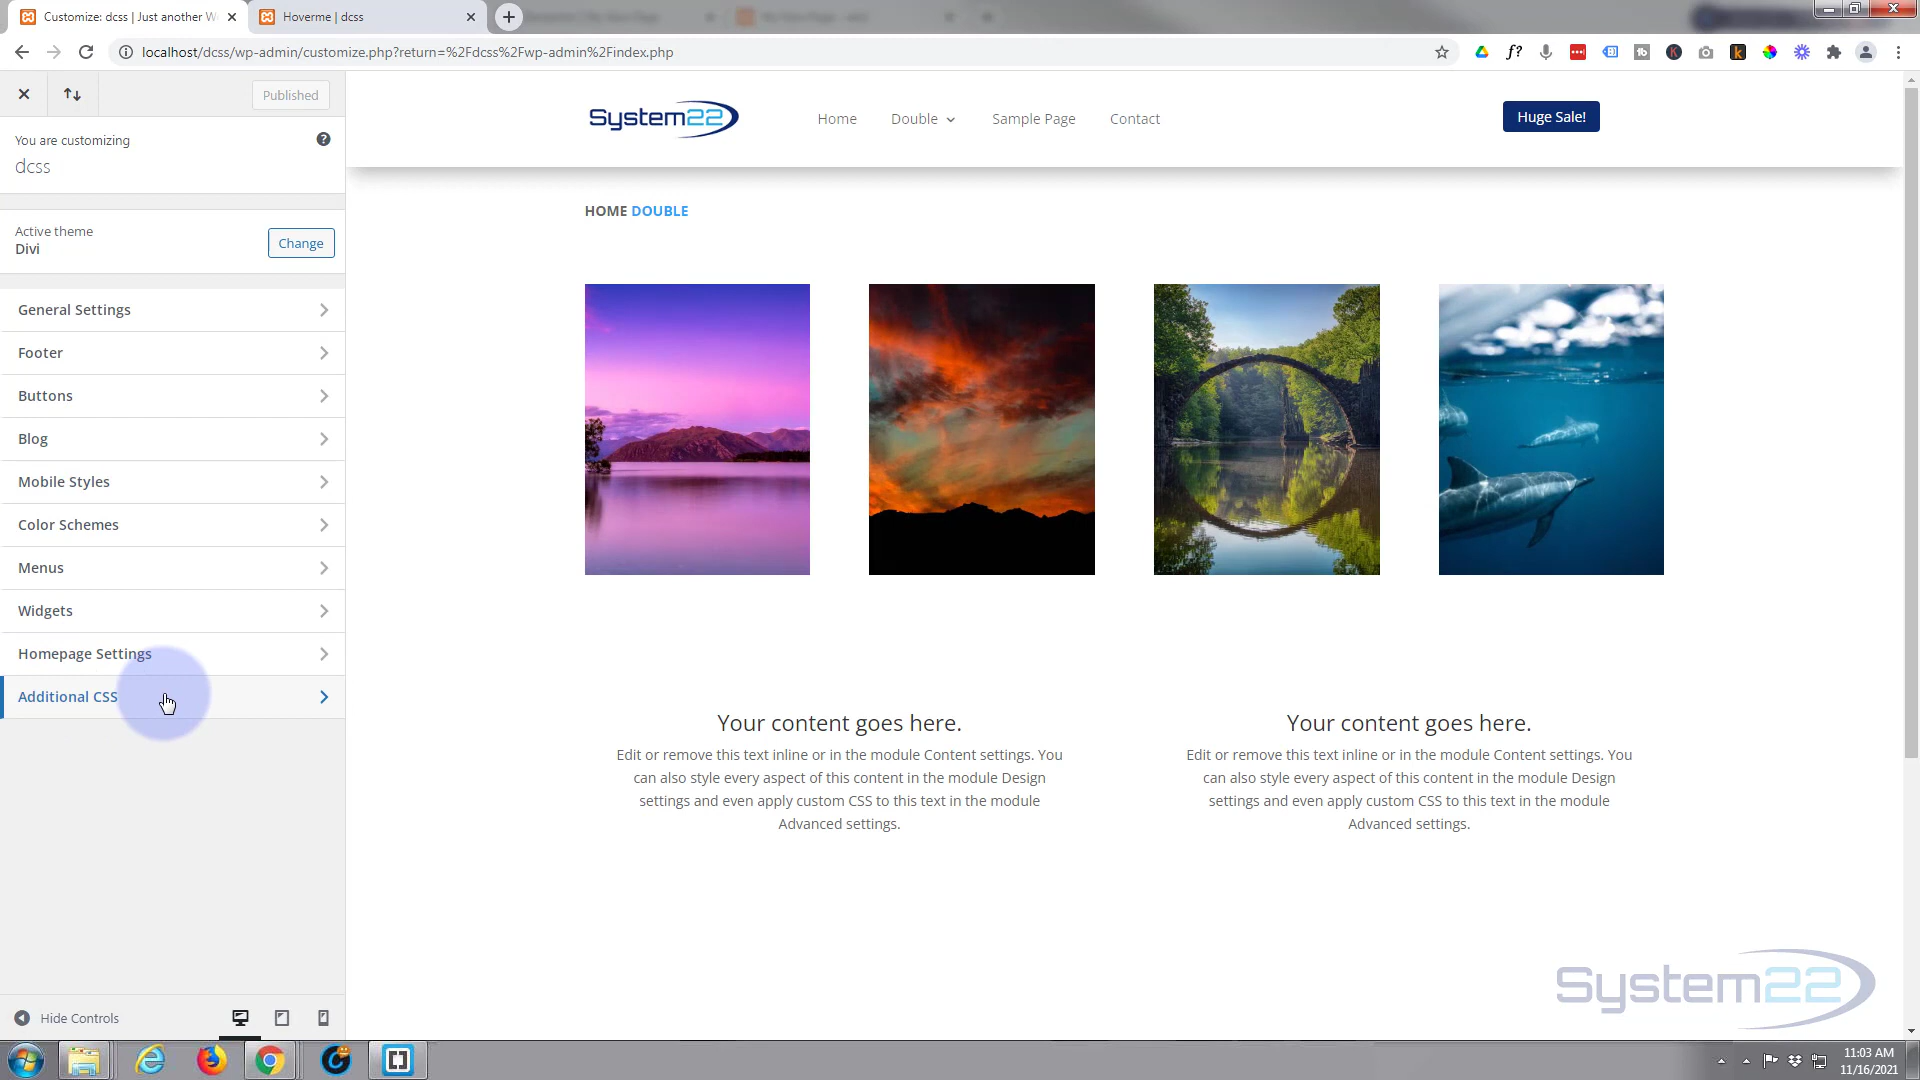 Customize: dcss | Just another W
Hoverme | dcss
localhost/dcss/wp-admin/customize.php?return=%2Fdcss%2Fwp-admin%2Findex.php
Published
You are customizing
dcss
Active theme
Divi
Change
General Settings
Footer
Buttons
Blog
Mobile Styles
Color Schemes
Menus
Widgets
Homepage Settings
Additional CSS
Hide Controls
System22
Home
Double
Sample Page
Contact
Huge Sale!
HOME DOUBLE
Your content goes here.
Edit or remove this text inline or in the module Content settings. You
can also style every aspect of this content in the module Design
settings and even apply custom CSS to this text in the module
Advanced settings.
Your content goes here.
Edit or remove this text inline or in the module Content settings. You
can also style every aspect of this content in the module Design
settings and even apply custom CSS to this text in the module
Advanced settings.
System22
11:03 AM
11/16/2021